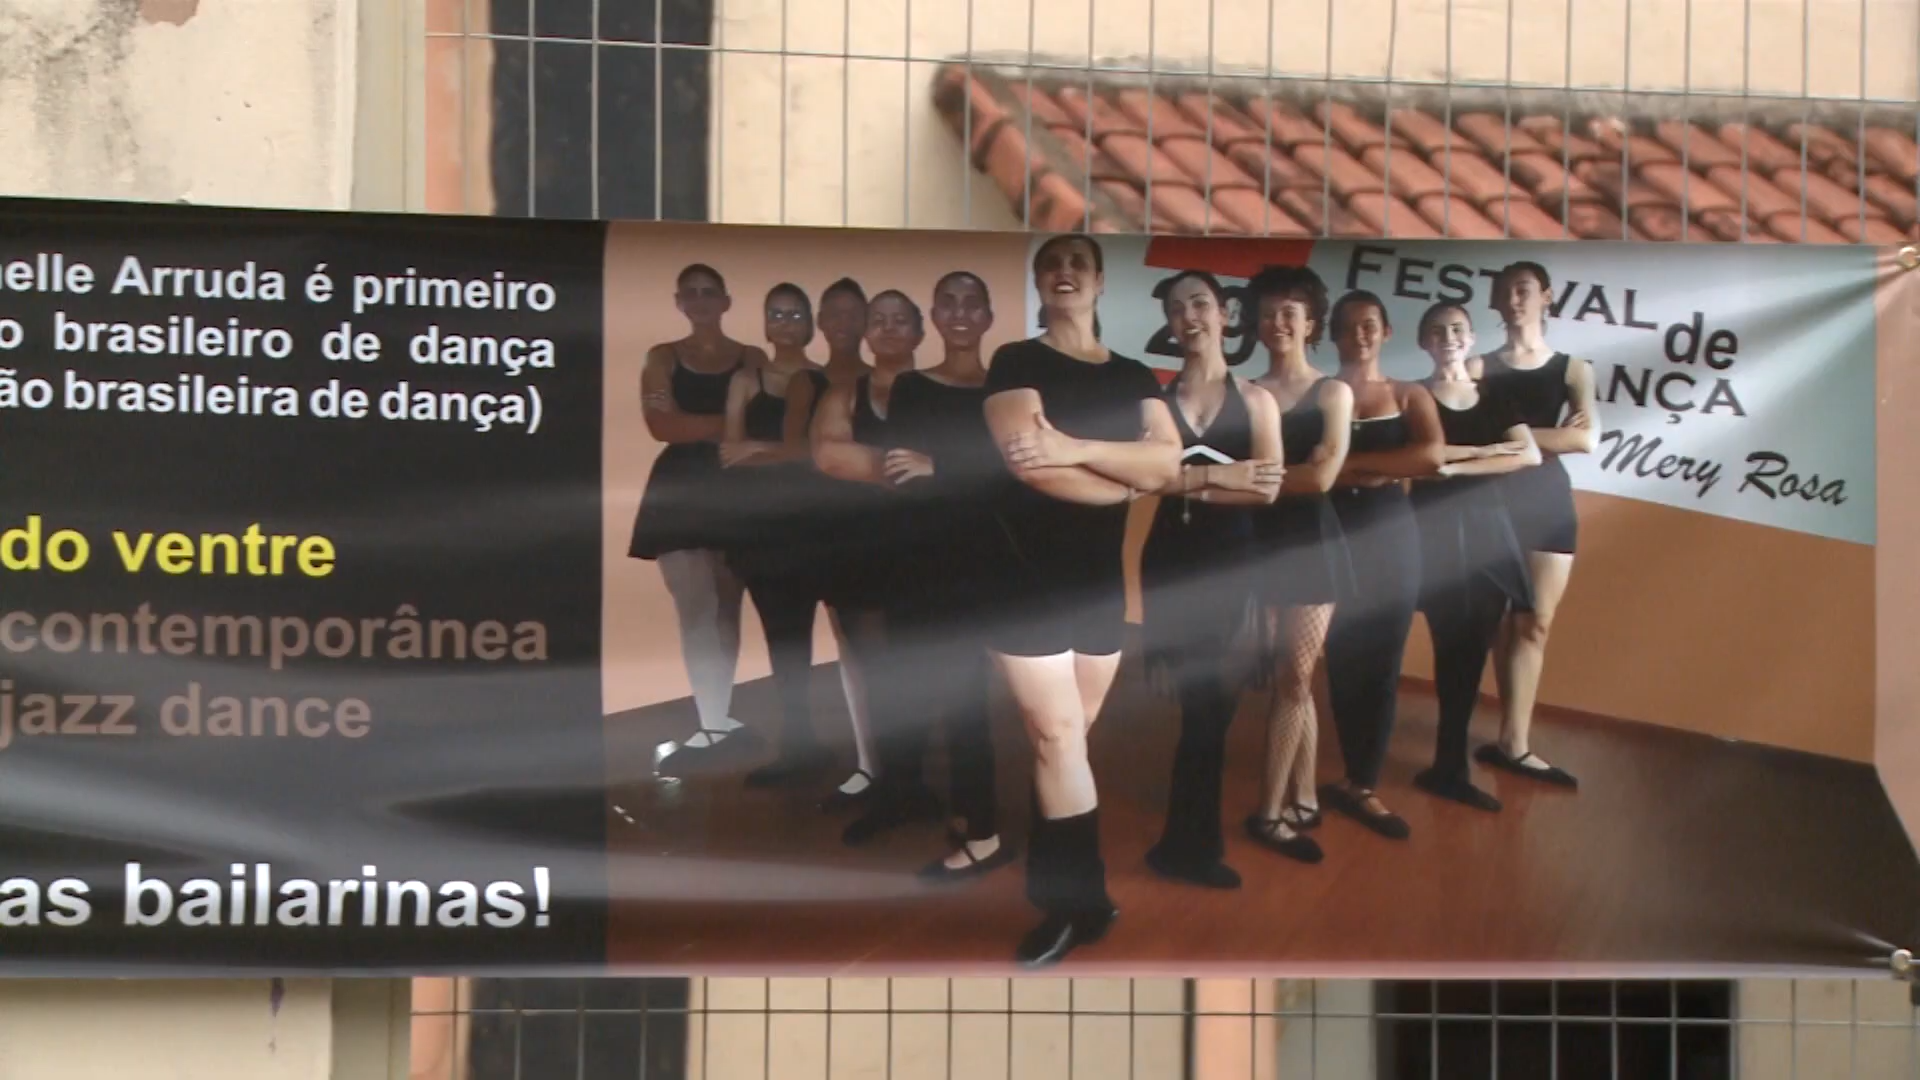 elle Arruda é primeiro
o brasileiro de dança
ão brasileira de dança)
do ventre
contemporânea
jazz dance
as bailarinas!
29
FESTIVAL de
ANÇA
Mery Rosa